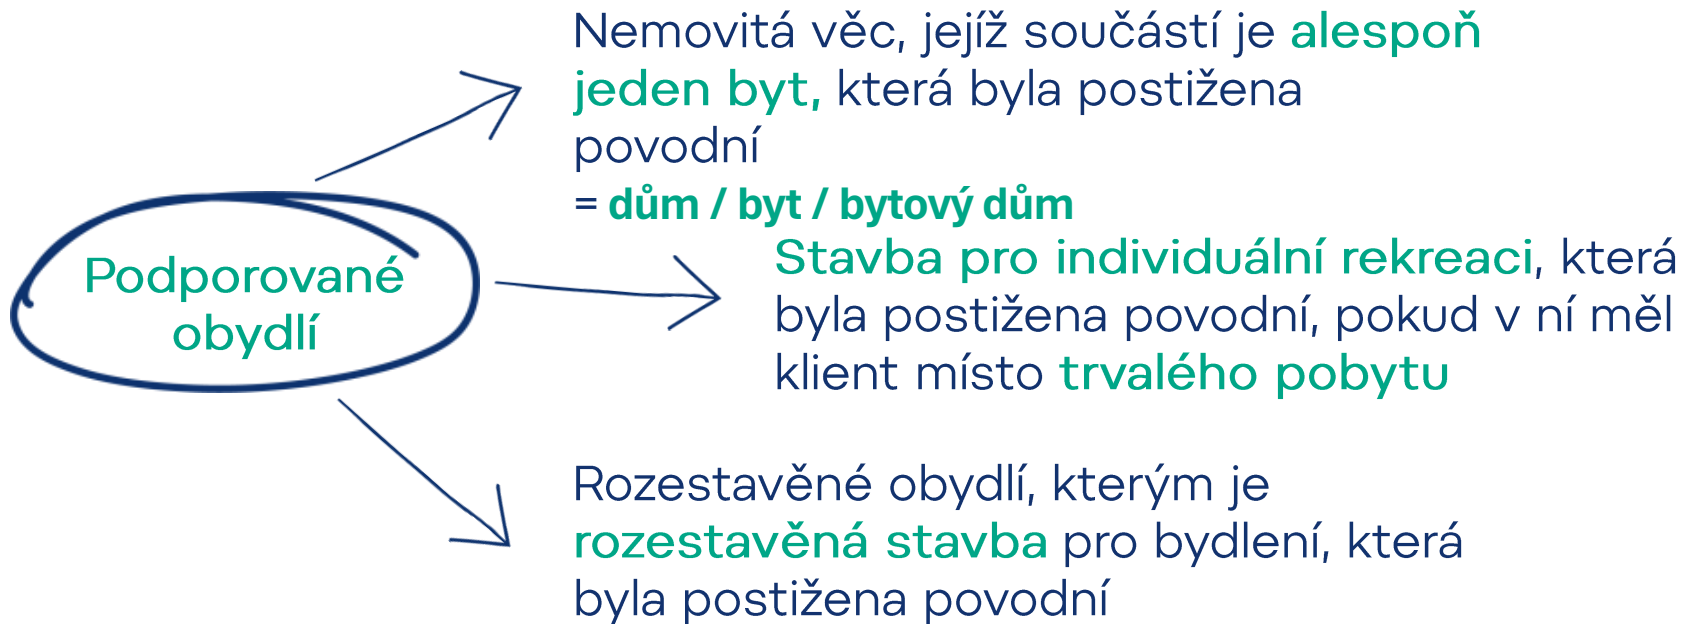 Nemovitá věc, jejíž součástí je alespoň
jeden byt, která byla postižena
povodní
= dům / byt / bytový dům
Podporované
obydlí
Stavba pro individuální rekreaci, která
byla postižena povodní, pokud v ní měl
klient místo trvalého pobytu
Rozestavěné obydlí, kterým je
rozestavěná stavba pro bydlení, která
byla postižena povodní